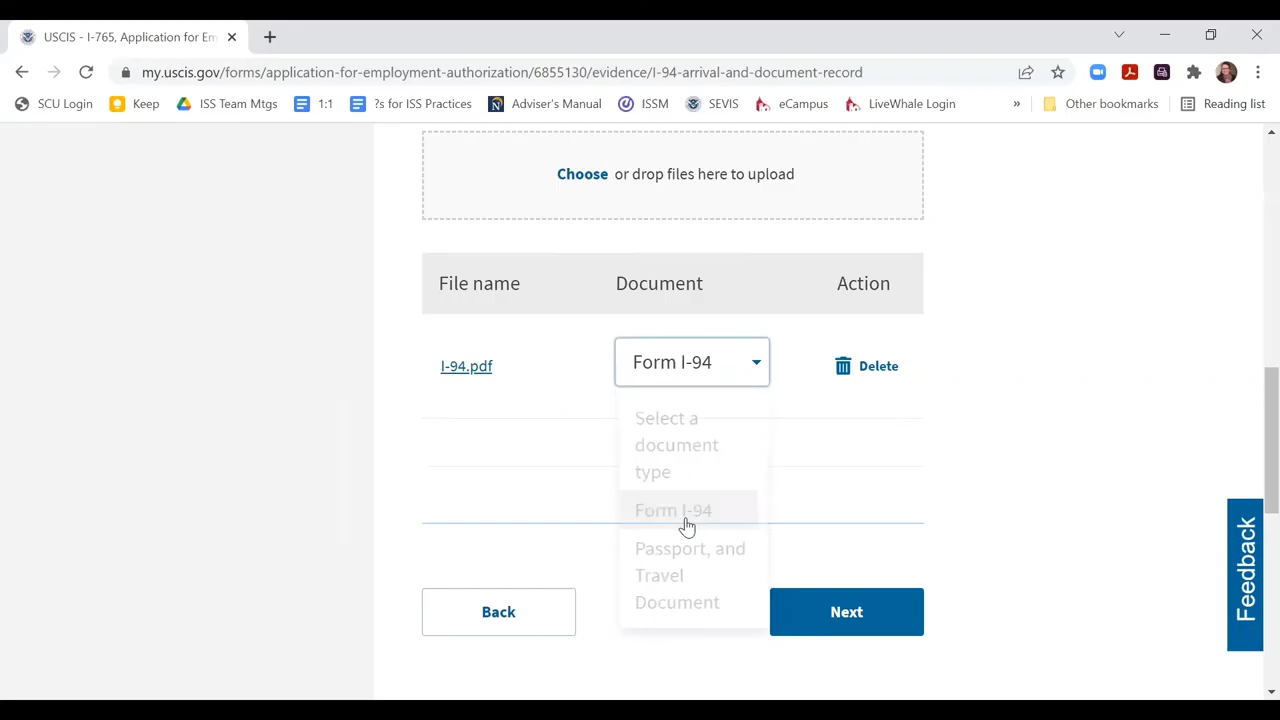 USCIS - I-765, Application for Em
my.uscis.gov/forms/application-for-employment-authorization/6855130/evidence/I-94-arrival-and-document-record
SCU Login Keep ISS Team Mtgs 1:1 ?s for ISS Practices Adviser's Manual ISSM SEVIS eCampus LiveWhale Login » Other bookmarks Reading list
Choose or drop files here to upload
File name Document Action
I-94.pdf Form I-94 Delete
Select a
document
type
Form I-94
Passport, and
Travel
Document
Back Next
Feedback